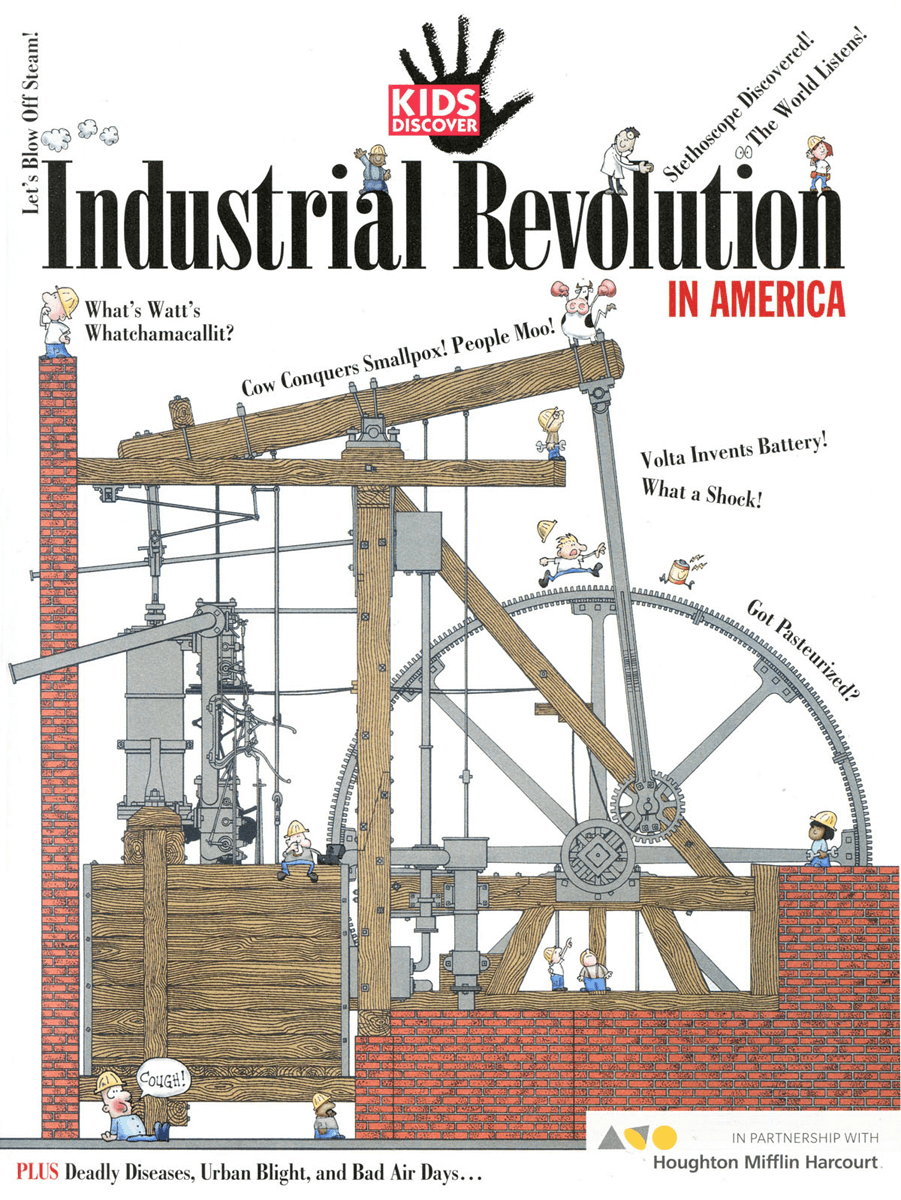 Let's Blow Off Steam!
KIDS
DISCOVER
Stethoscope Discovered!
The World Listens!
Industrial Revolution
IN AMERICA
What's Watt's
Whatchamacallit?
Cow Conquers Smallpox! People Moo!
Volta Invents Battery!
What a Shock!
Got Pasteurized?
COUGH!
IN PARTNERSHIP WITH
Houghton Mifflin Harcourt
PLUS Deadly Diseases, Urban Blight, and Bad Air Days...